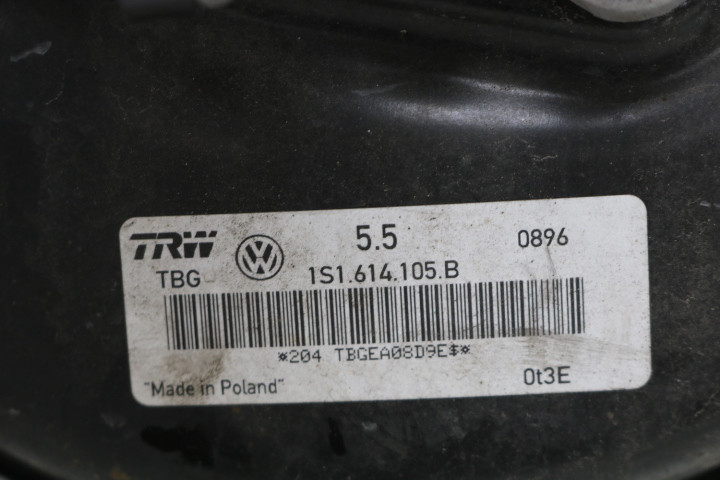 TRW 5.5 0896
TBG 1S1.614.105.B
*204 TBGEA08D9E$*
"Made in Poland" 0t3E